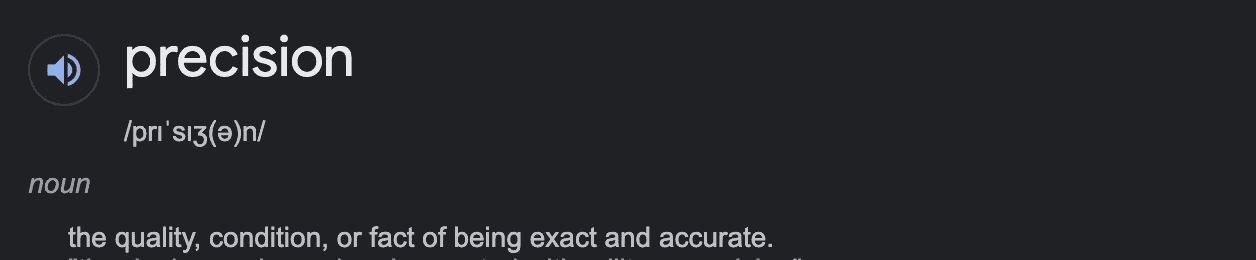 precision
/prɪˈsɪʒ(ə)n/
noun
the quality, condition, or fact of being exact and accurate.